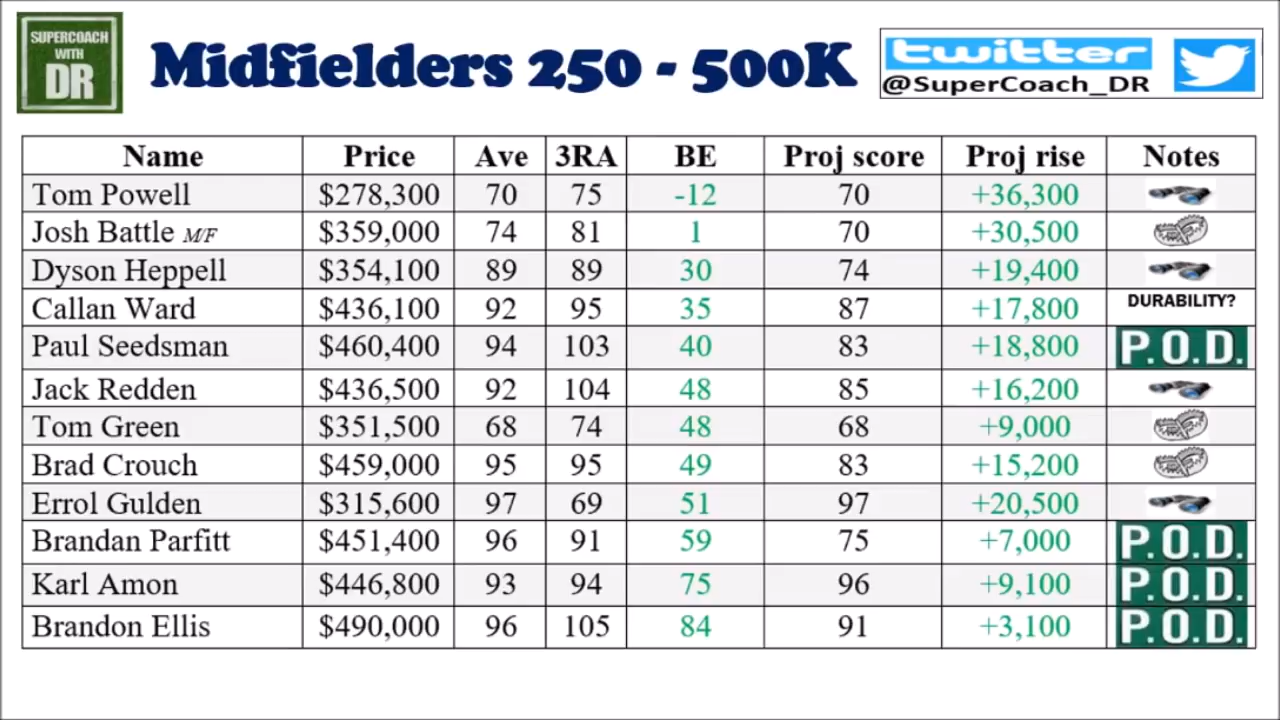 SUPERCOACH
WITH
DR
Midfielders 250 - 500K
twitter
@SuperCoach_DR
Name Price Ave 3RA BE Proj score Proj rise Notes
Tom Powell $278,300 70 75 -12 70 +36,300
Josh Battle M/F $359,000 74 81 1 70 +30,500
Dyson Heppell $354,100 89 89 30 74 +19,400
Callan Ward $436,100 92 95 35 87 +17,800 DURABILITY?
Paul Seedsman $460,400 94 103 40 83 +18,800 P.O.D.
Jack Redden $436,500 92 104 48 85 +16,200
Tom Green $351,500 68 74 48 68 +9,000
Brad Crouch $459,000 95 95 49 83 +15,200
Errol Gulden $315,600 97 69 51 97 +20,500
Brandan Parfitt $451,400 96 91 59 75 +7,000 P.O.D.
Karl Amon $446,800 93 94 75 96 +9,100 P.O.D.
Brandon Ellis $490,000 96 105 84 91 +3,100 P.O.D.